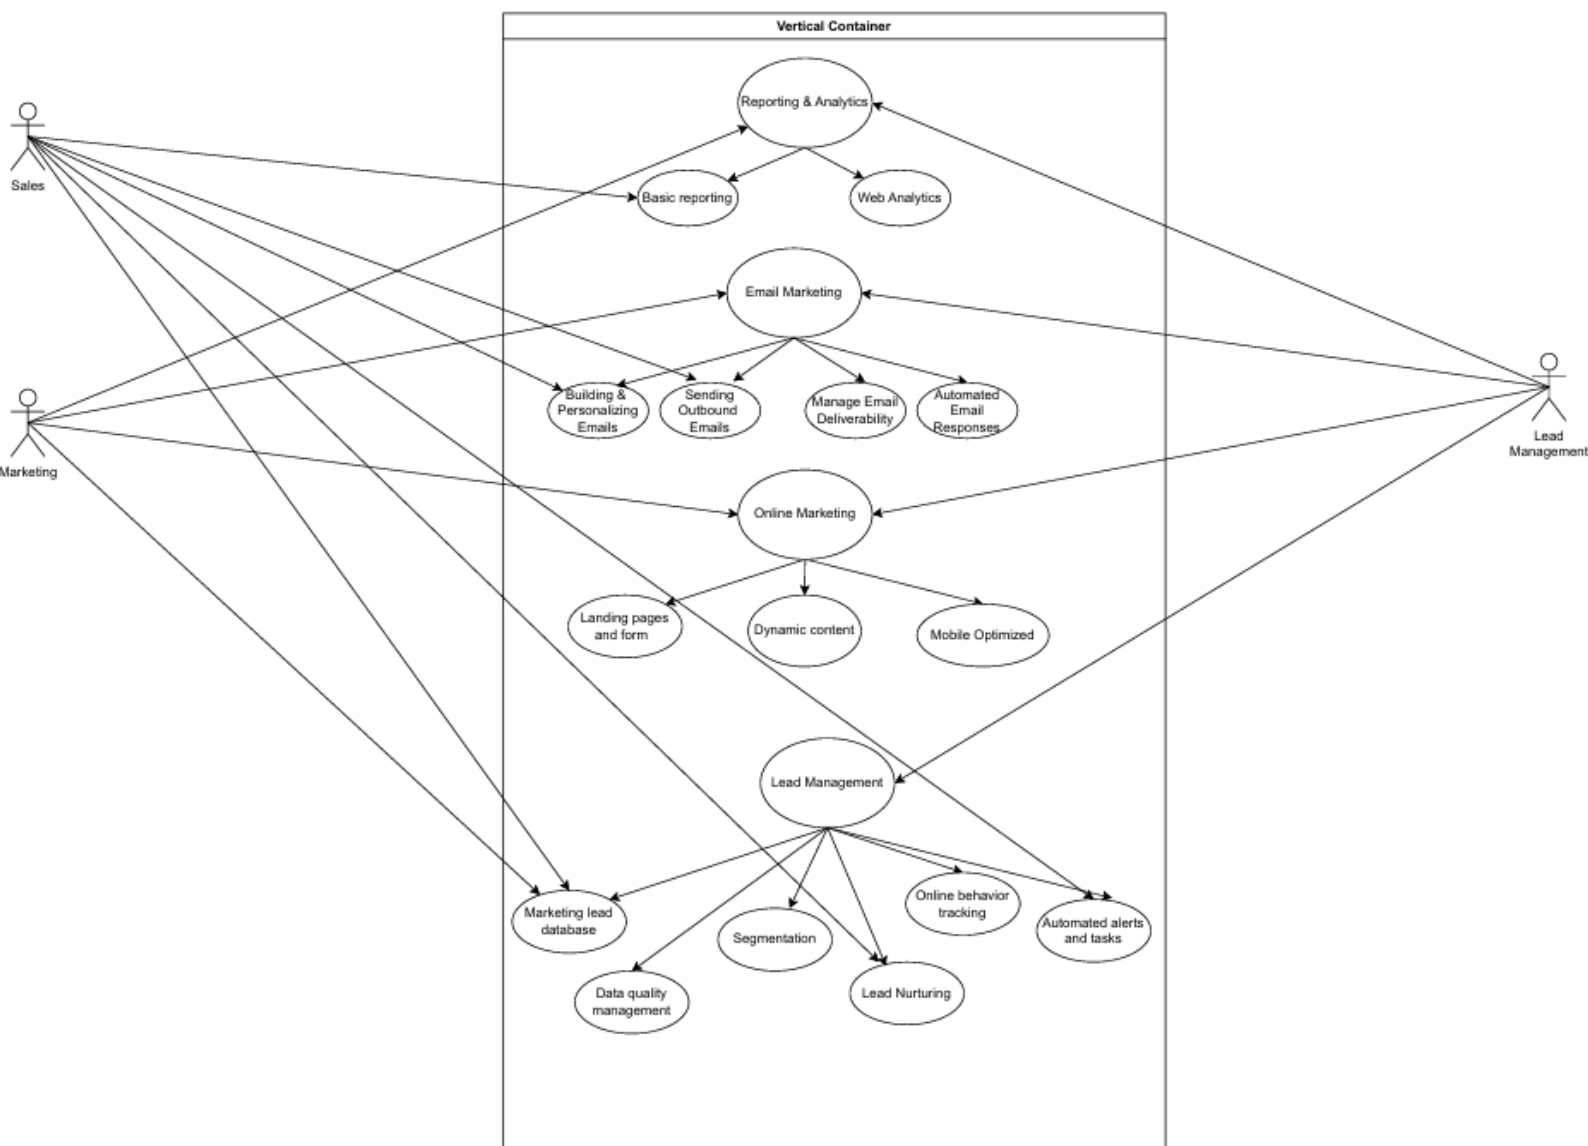 Vertical Container
Reporting & Analytics
Sales
Basic reporting
Web Analytics
Email Marketing
Building &
Personalizing
Emails
Sending
Outbound
Emails
Manage Email
Deliverability
Automated
Email
Responses
Marketing
Lead
Management
Online Marketing
Landing pages
and form
Dynamic content
Mobile Optimized
Lead Management
Marketing lead
database
Segmentation
Online behavior
tracking
Automated alerts
and tasks
Data quality
management
Lead Nurturing